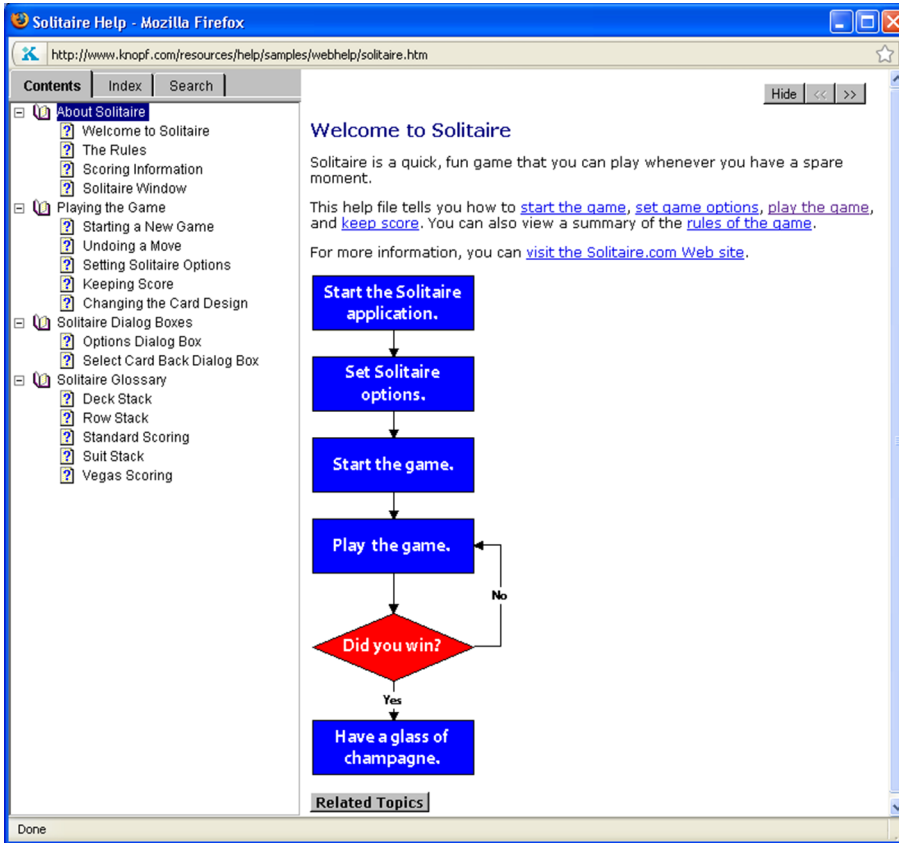 Solitaire Help - Mozilla Firefox
http://www.knopf.com/resources/help/samples/webhelp/solitaire.htm
Contents Index Search
About Solitaire
Welcome to Solitaire
The Rules
Scoring Information
Solitaire Window
Playing the Game
Starting a New Game
Undoing a Move
Setting Solitaire Options
Keeping Score
Changing the Card Design
Solitaire Dialog Boxes
Options Dialog Box
Select Card Back Dialog Box
Solitaire Glossary
Deck Stack
Row Stack
Standard Scoring
Suit Stack
Vegas Scoring
Hide << >>
Welcome to Solitaire
Solitaire is a quick, fun game that you can play whenever you have a spare
moment.
This help file tells you how to start the game, set game options, play the game,
and keep score. You can also view a summary of the rules of the game.
For more information, you can visit the Solitaire.com Web site.
Start the Solitaire
application.
Set Solitaire
options.
Start the game.
Play the game.
No
Did you win?
Yes
Have a glass of
champagne.
Related Topics
Done